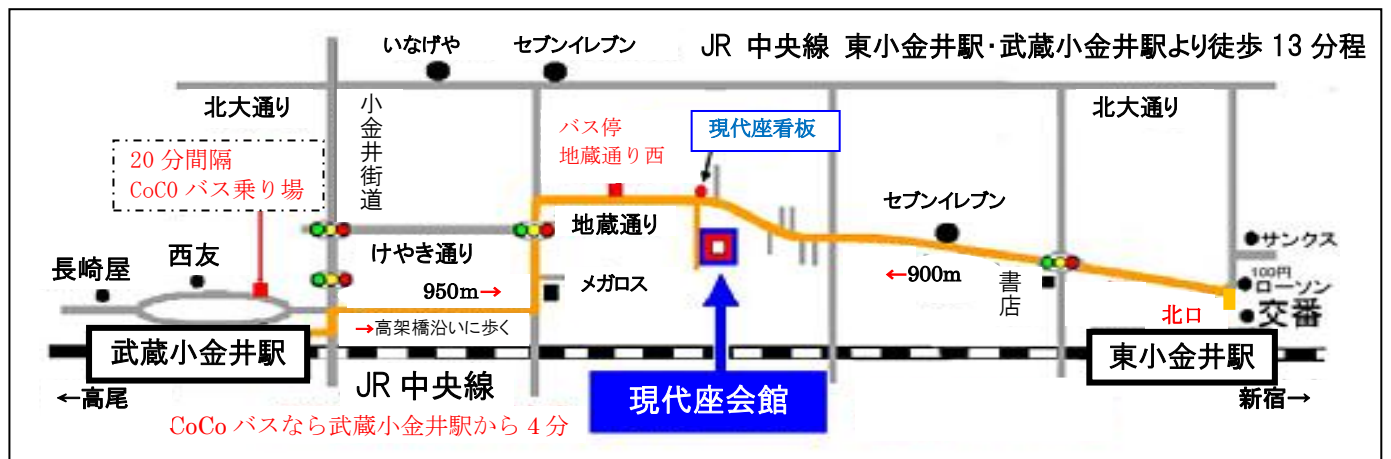 いなげや
セブンイレブン
JR 中央線 東小金井駅・武蔵小金井駅より徒歩 13 分程
北大通り
小金井街道
バス停
地蔵通り西
現代座看板
北大通り
20 分間隔
CoCO バス乗り場
けやき通り
地蔵通り
セブンイレブン
サンクス
長崎屋
西友
950m→
メガロス
←900m
書店
100円
ローソン
北口
交番
→高架橋沿いに歩く
武蔵小金井駅
東小金井駅
←高尾
JR 中央線
現代座会館
新宿→
CoCo バスなら武蔵小金井駅から 4 分